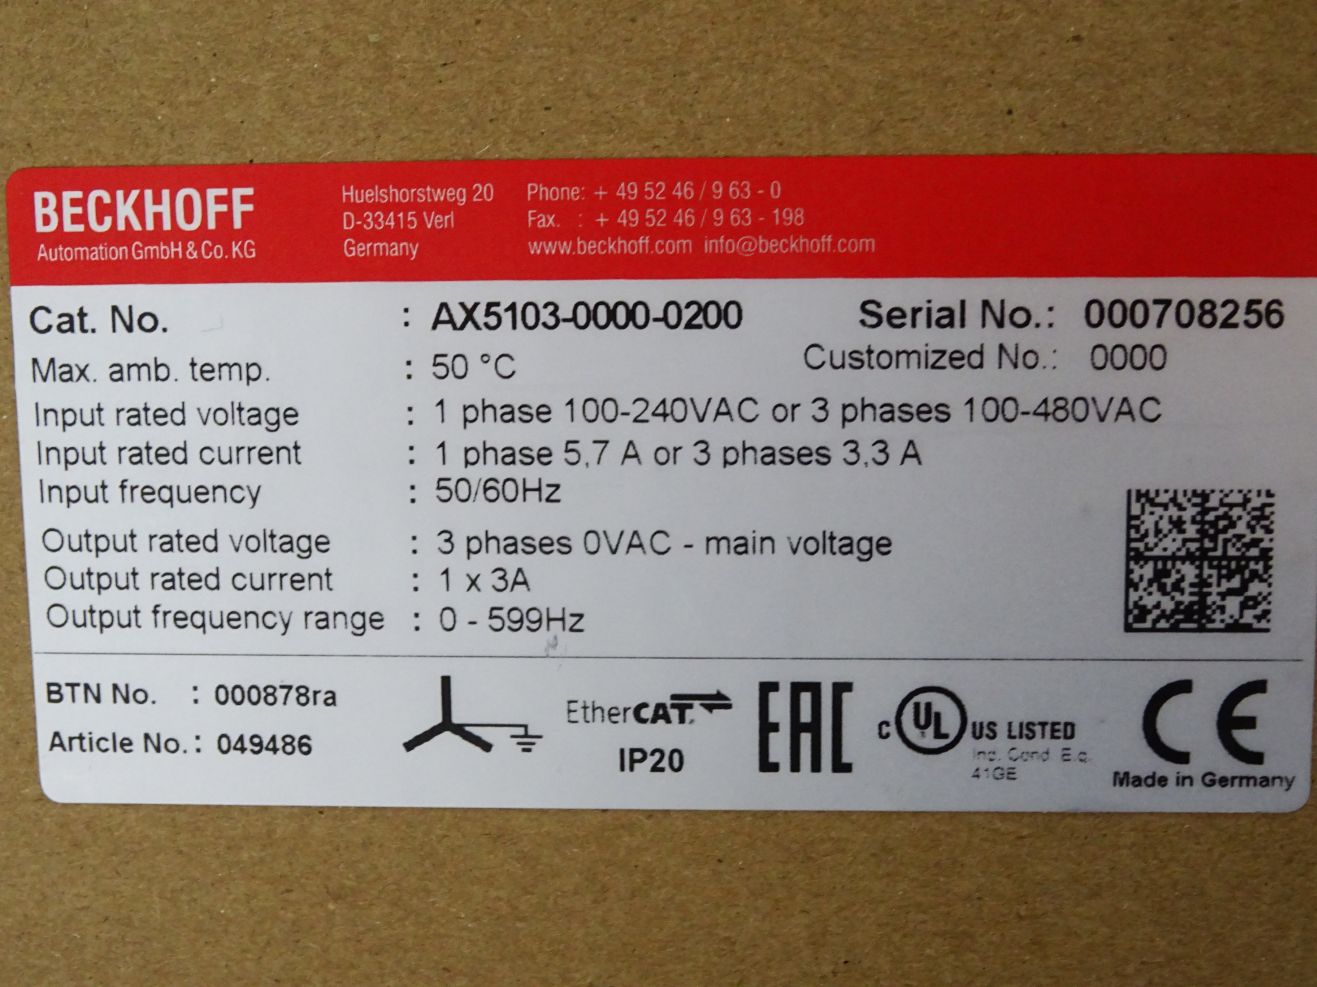 BECKHOFF
Automation GmbH & Co. KG
Huelshorstweg 20
D-33415 Verl
Germany
Phone: + 49 52 46 / 9 63 - 0
Fax. : + 49 52 46 / 9 63 - 198
www.beckhoff.com info@beckhoff.com
Cat. No. : AX5103-0000-0200 Serial No.: 000708256
Max. amb. temp. : 50 °C Customized No.: 0000
Input rated voltage : 1 phase 100-240VAC or 3 phases 100-480VAC
Input rated current : 1 phase 5,7 A or 3 phases 3,3 A
Input frequency : 50/60Hz
Output rated voltage : 3 phases 0VAC - main voltage
Output rated current : 1 x 3A
Output frequency range : 0 - 599Hz
BTN No. : 000878ra
Article No.: 049486
EtherCAT
IP20
EAC
c UL US LISTED
Ind. Cond. Eq.
41GE
CE
Made in Germany